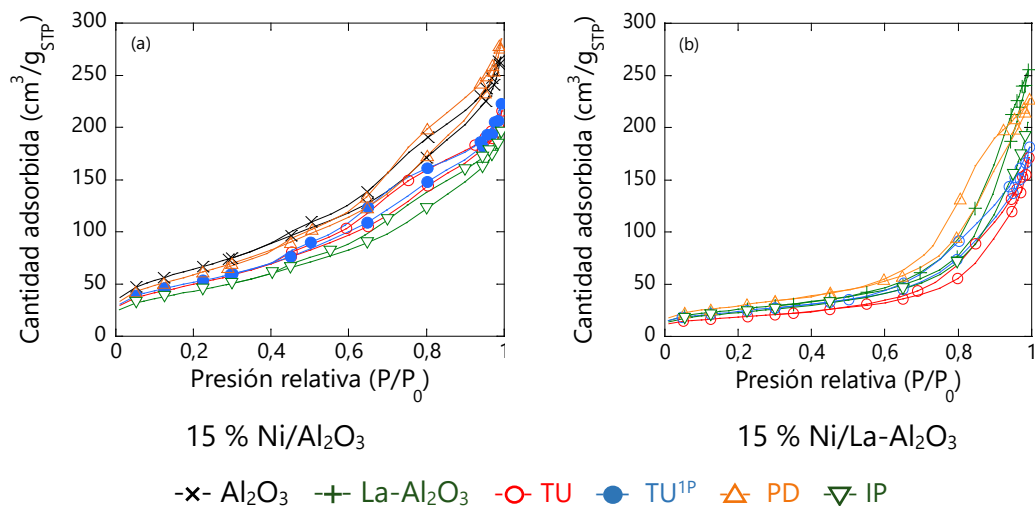 (a)
Cantidad adsorbida (cm³/g_STP)
300
250
200
150
100
50
0
0 0,2 0,4 0,6 0,8 1
Presión relativa (P/P₀)
15 % Ni/Al₂O₃
(b)
Cantidad adsorbida (cm³/g_STP)
300
250
200
150
100
50
0
0 0,2 0,4 0,6 0,8 1
Presión relativa (P/P₀)
15 % Ni/La-Al₂O₃
Al₂O₃ La-Al₂O₃ TU TU¹ᴾ PD IP